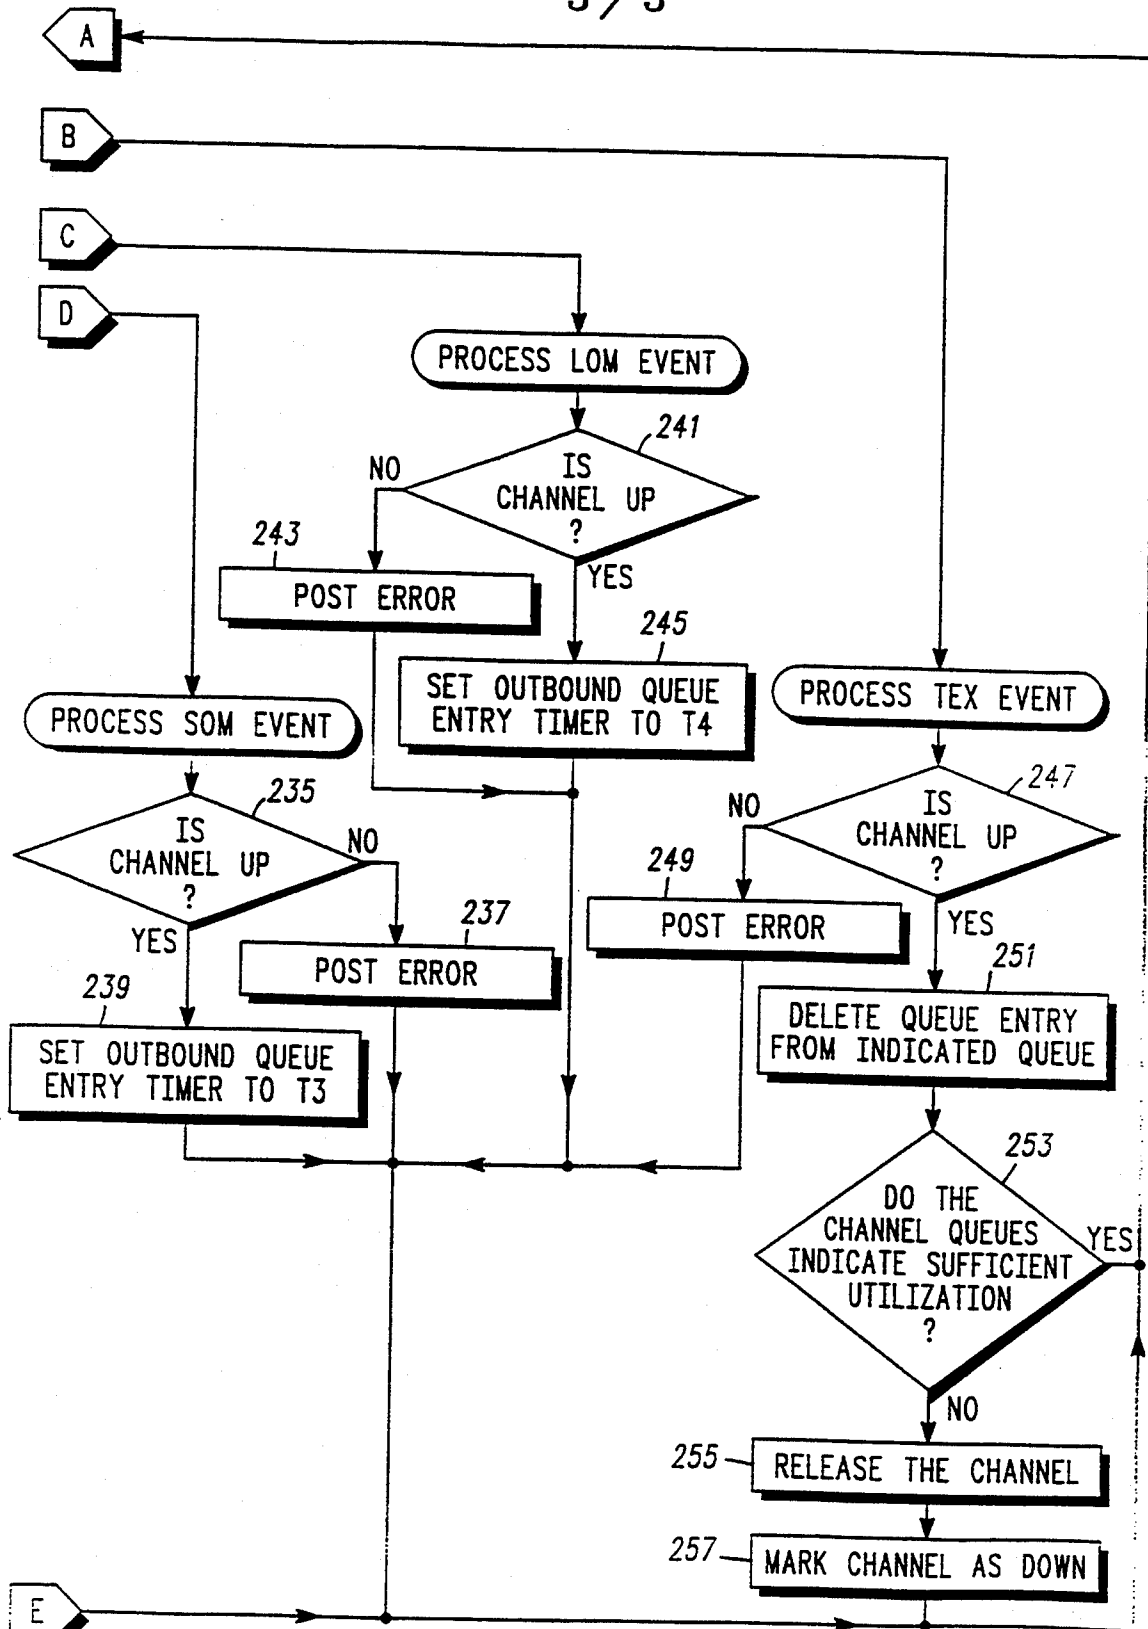 3/3
A
B
C
D
PROCESS LOM EVENT
241
IS
CHANNEL UP
?
NO
YES
243
POST ERROR
245
SET OUTBOUND QUEUE
ENTRY TIMER TO T4
PROCESS SOM EVENT
235
IS
CHANNEL UP
?
NO
YES
237
POST ERROR
239
SET OUTBOUND QUEUE
ENTRY TIMER TO T3
PROCESS TEX EVENT
247
IS
CHANNEL UP
?
NO
YES
249
POST ERROR
251
DELETE QUEUE ENTRY
FROM INDICATED QUEUE
253
DO THE
CHANNEL QUEUES
INDICATE SUFFICIENT
UTILIZATION
?
YES
NO
255
RELEASE THE CHANNEL
257
MARK CHANNEL AS DOWN
E